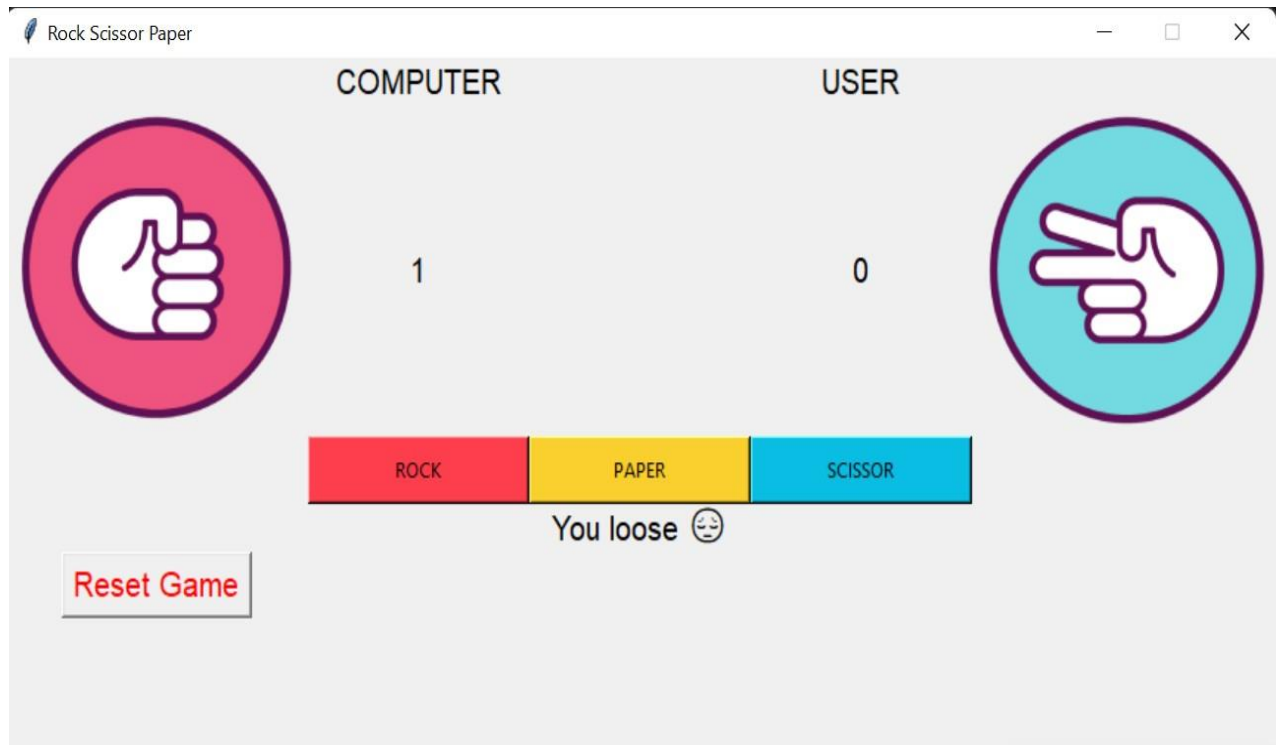 Rock Scissor Paper
COMPUTER USER
1 0
ROCK PAPER SCISSOR
You loose 😔
Reset Game